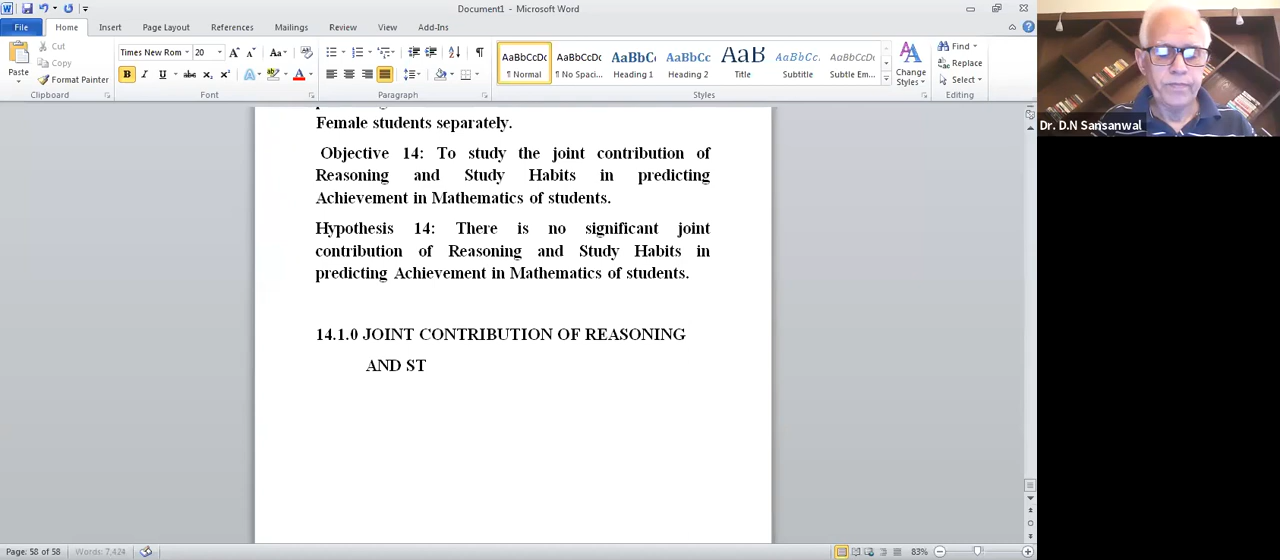 Document1 - Microsoft Word
File Home Insert Page Layout References Mailings Review View Add-Ins
Cut
Copy
Format Painter
Paste
Clipboard
Times New Rom 20
Font
Paragraph
AaBbCcDc AaBbCcDc AaBbCc AaBbCc AaB AaBbCc. AaBbCcDc
¶ Normal ¶ No Spaci... Heading 1 Heading 2 Title Subtitle Subtle Em...
Change
Styles
Styles
Find
Replace
Select
Editing
Dr. D.N Sansanwal
Female students separately.
Objective 14: To study the joint contribution of
Reasoning and Study Habits in predicting
Achievement in Mathematics of students.
Hypothesis 14: There is no significant joint
contribution of Reasoning and Study Habits in
predicting Achievement in Mathematics of students.
14.1.0 JOINT CONTRIBUTION OF REASONING
AND ST
Page: 58 of 58 Words: 7,424 83%